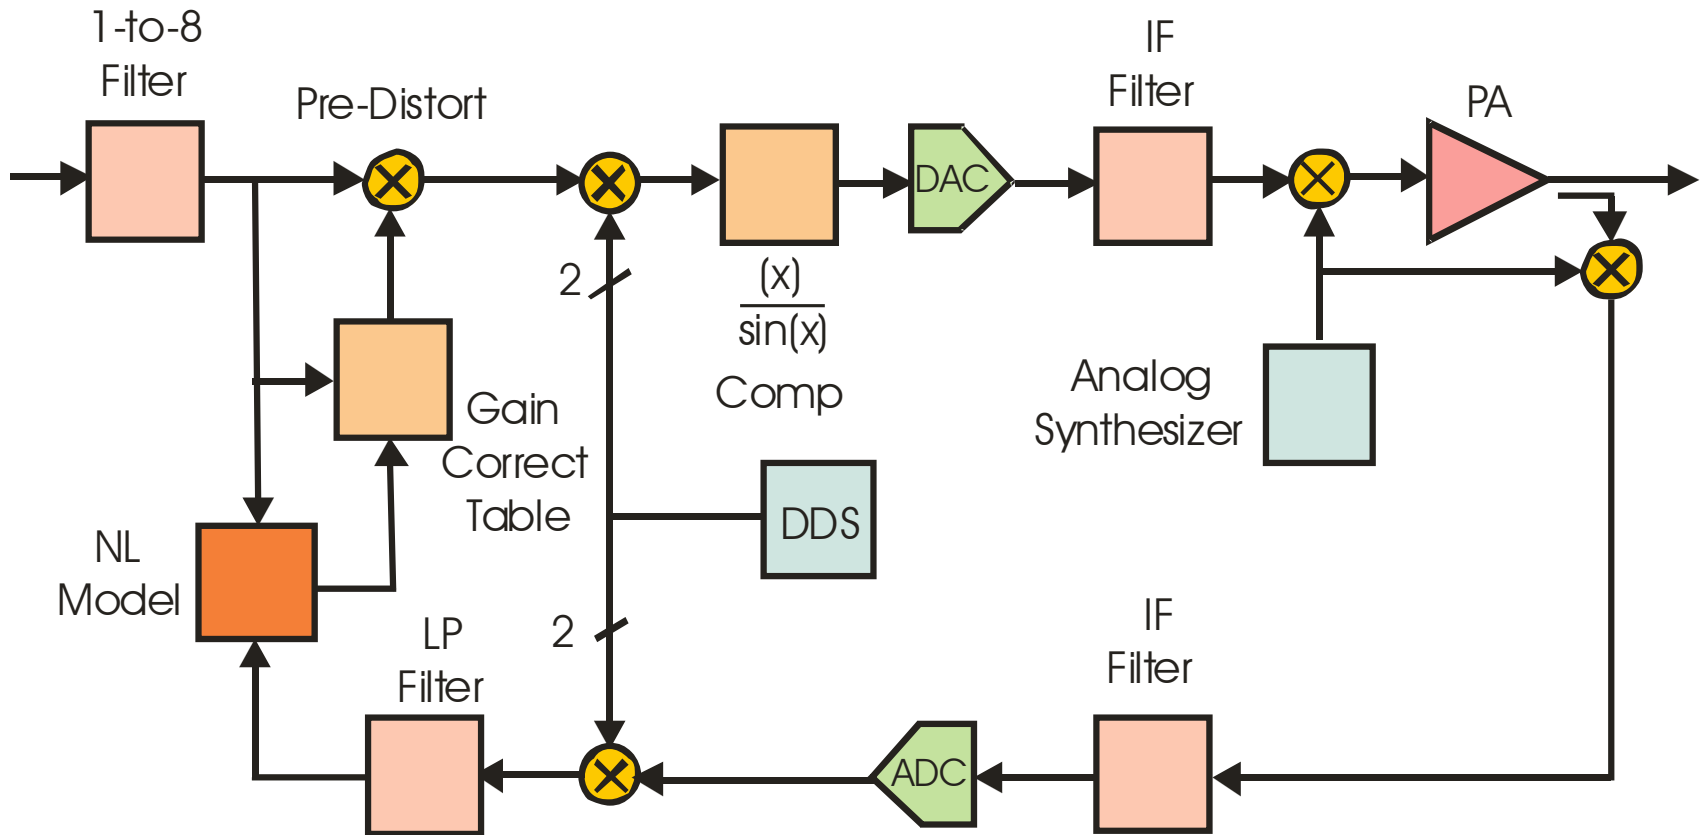 1-to-8
Filter
Pre-Distort
IF
Filter
PA
DAC
2
(x)
sin(x)
Comp
Gain
Correct
Table
Analog
Synthesizer
DDS
NL
Model
2
LP
Filter
IF
Filter
ADC